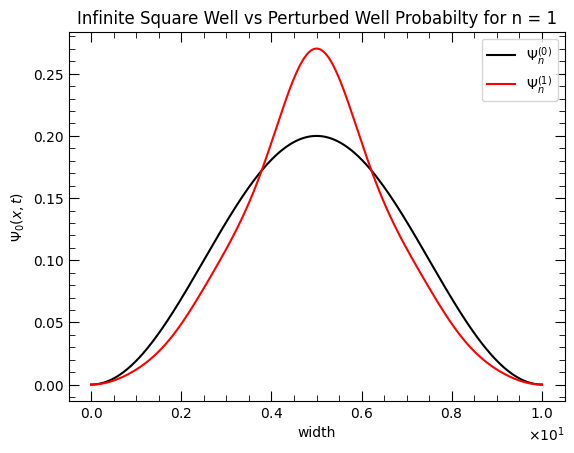 Infinite Square Well vs Perturbed Well Probabilty for n = 1
Ψₙ⁽⁰⁾
Ψₙ⁽¹⁾
Ψ₀(x, t)
0.25
0.20
0.15
0.10
0.05
0.00
0.0 0.2 0.4 0.6 0.8 1.0
width
×10¹